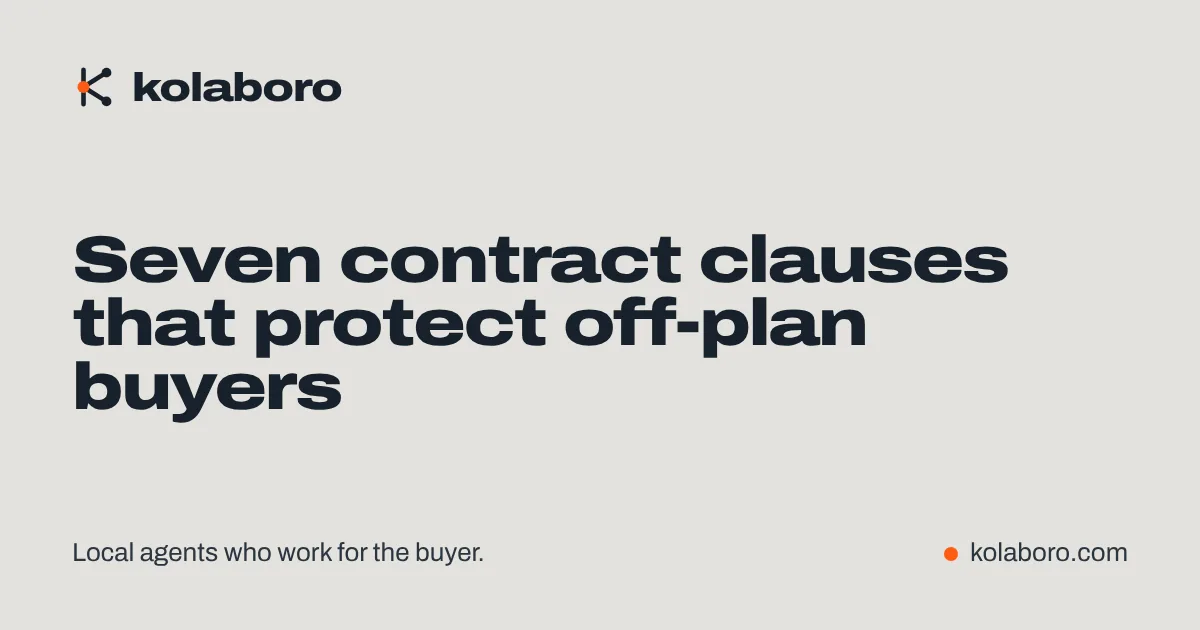 kolaboro
Seven contract clauses
that protect off-plan
buyers
Local agents who work for the buyer.
kolaboro.com